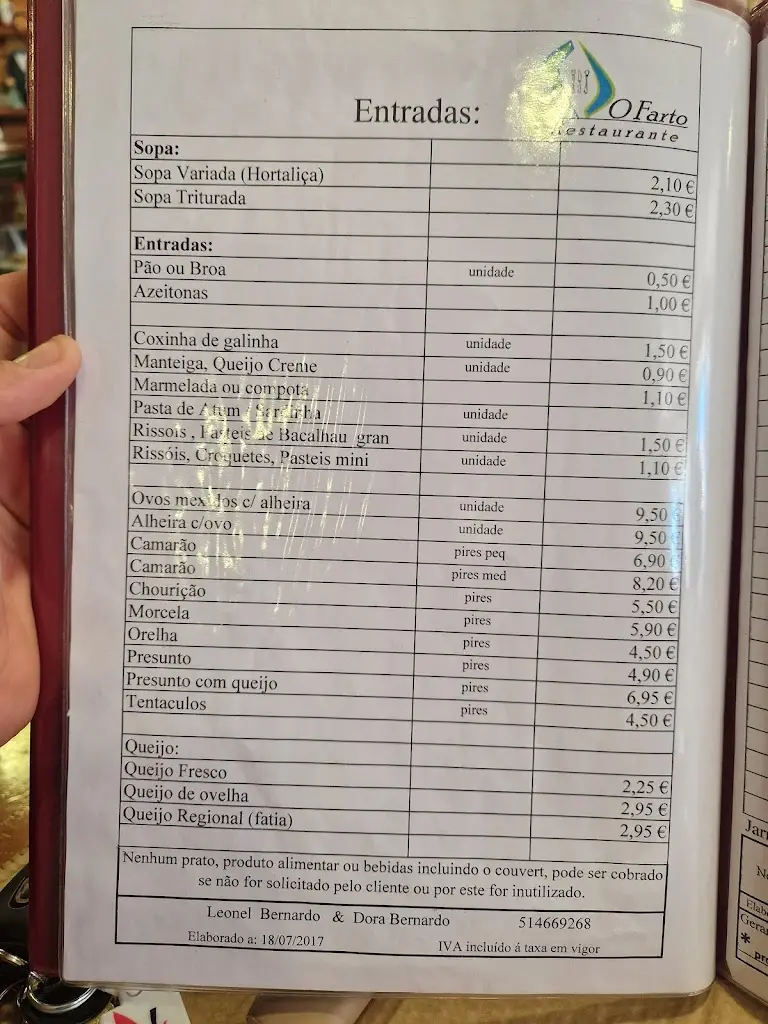 O Farto
Restaurante
Entradas:
Sopa:
Sopa Variada (Hortaliça) 2,10 €
Sopa Triturada 2,30 €
Entradas:
Pão ou Broa unidade 0,50 €
Azeitonas 1,00 €
Coxinha de galinha unidade 1,50 €
Manteiga, Queijo Creme unidade 0,90 €
Marmelada ou compota 1,10 €
Pasta de Atum / Sardinha unidade
Rissois , Pasteis de Bacalhau gran unidade 1,50 €
Rissóis, Croquetes, Pasteis mini unidade 1,10 €
Ovos mexidos c/ alheira unidade 9,50 €
Alheira c/ovo unidade 9,50 €
Camarão pires peq 6,90 €
Camarão pires med 8,20 €
Chourição pires 5,50 €
Morcela pires 5,90 €
Orelha pires 4,50 €
Presunto pires 4,90 €
Presunto com queijo pires 6,95 €
Tentaculos pires 4,50 €
Queijo:
Queijo Fresco 2,25 €
Queijo de ovelha 2,95 €
Queijo Regional (fatia) 2,95 €
Nenhum prato, produto alimentar ou bebidas incluindo o couvert, pode ser cobrado
se não for solicitado pelo cliente ou por este for inutilizado.
Leonel Bernardo & Dora Bernardo 514669268
Elaborado a: 18/07/2017 IVA incluído á taxa em vigor